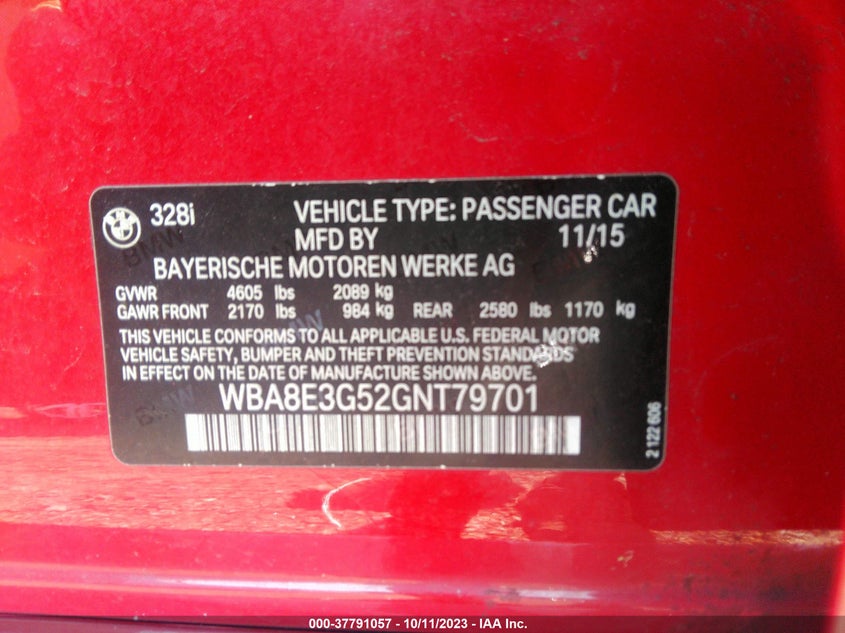 328i VEHICLE TYPE: PASSENGER CAR
MFD BY 11/15
BAYERISCHE MOTOREN WERKE AG
GVWR 4605 lbs 2089 kg
GAWR FRONT 2170 lbs 984 kg REAR 2580 lbs 1170 kg
THIS VEHICLE CONFORMS TO ALL APPLICABLE U.S. FEDERAL MOTOR
VEHICLE SAFETY, BUMPER AND THEFT PREVENTION STANDARDS
IN EFFECT ON THE DATE OF MANUFACTURE SHOWN ABOVE.
WBA8E3G52GNT79701
2 122 606
000-37791057 - 10/11/2023 - IAA Inc.